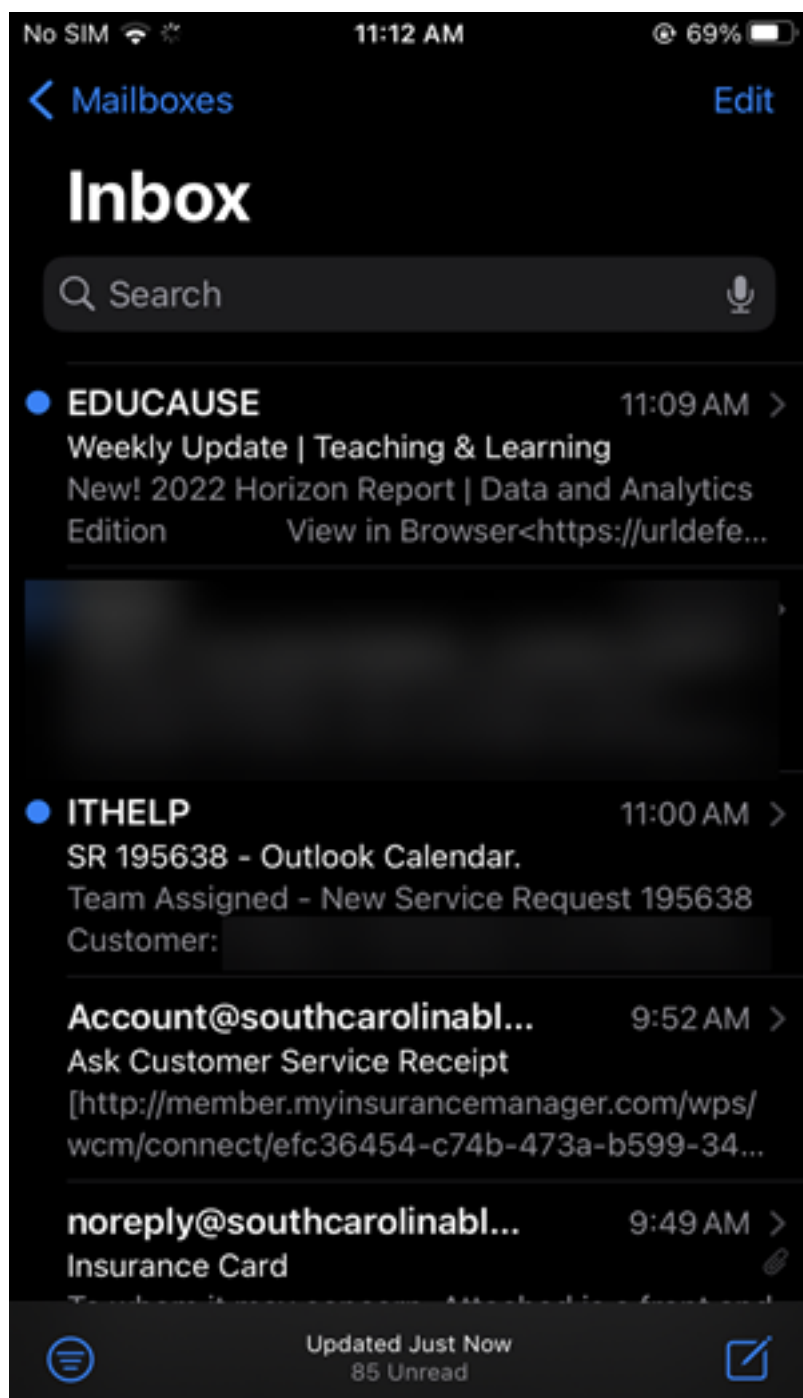 No SIM 11:12 AM 69%
Mailboxes Edit
Inbox
Search
EDUCAUSE 11:09 AM
Weekly Update | Teaching & Learning
New! 2022 Horizon Report | Data and Analytics
Edition View in Browser<https://urldefe...
ITHELP 11:00 AM
SR 195638 - Outlook Calendar.
Team Assigned - New Service Request 195638
Customer:
Account@southcarolinabl... 9:52 AM
Ask Customer Service Receipt
[http://member.myinsurancemanager.com/wps/
wcm/connect/efc36454-c74b-473a-b599-34...
noreply@southcarolinabl... 9:49 AM
Insurance Card
Updated Just Now
85 Unread